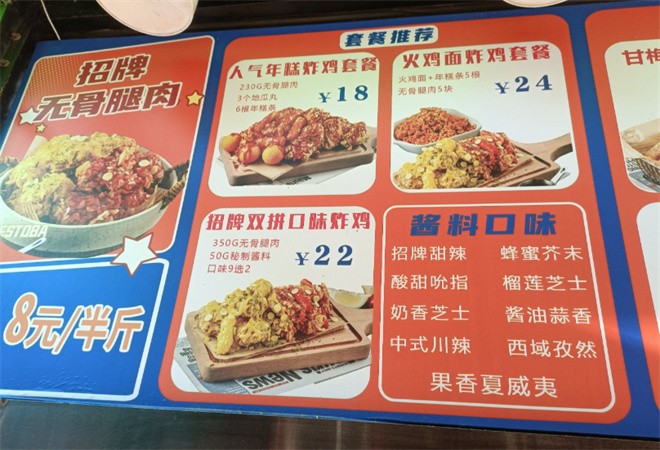 招牌
无骨腿肉
ESTOBA
8元/半斤
套餐推荐
人气年糕炸鸡套餐
230G无骨腿肉
3个地瓜丸
6根年糕条
¥18
火鸡面炸鸡套餐
火鸡面+年糕条5根
无骨腿肉5块
¥24
招牌双拼口味炸鸡
350G无骨腿肉
50G秘制酱料
口味9选2
¥22
News
酱料口味
招牌甜辣 蜂蜜芥末
酸甜吮指 榴莲芝士
奶香芝士 酱油蒜香
中式川辣 西域孜然
果香夏威夷
甘梅